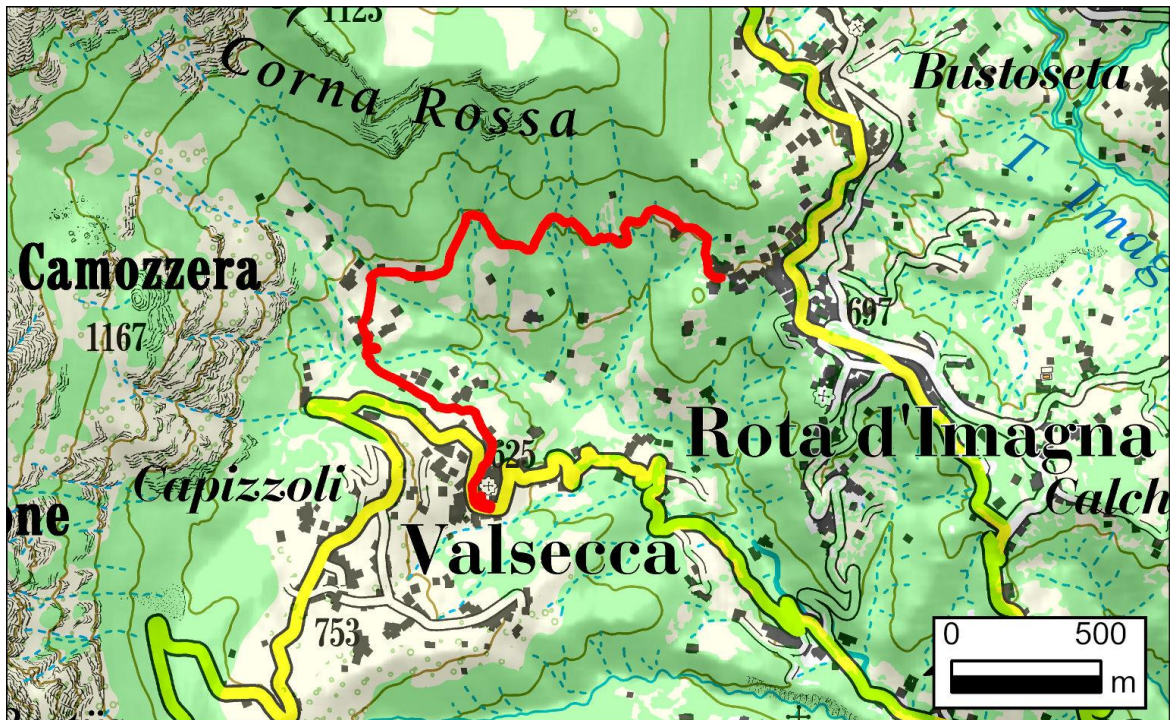 1125
Corna Rossa
Bustoseta
T. Imag
Camozzera
1167
697
Rota d'Imagna
625
Capizzoli
Calch
one
Valsecca
753
0 500
m